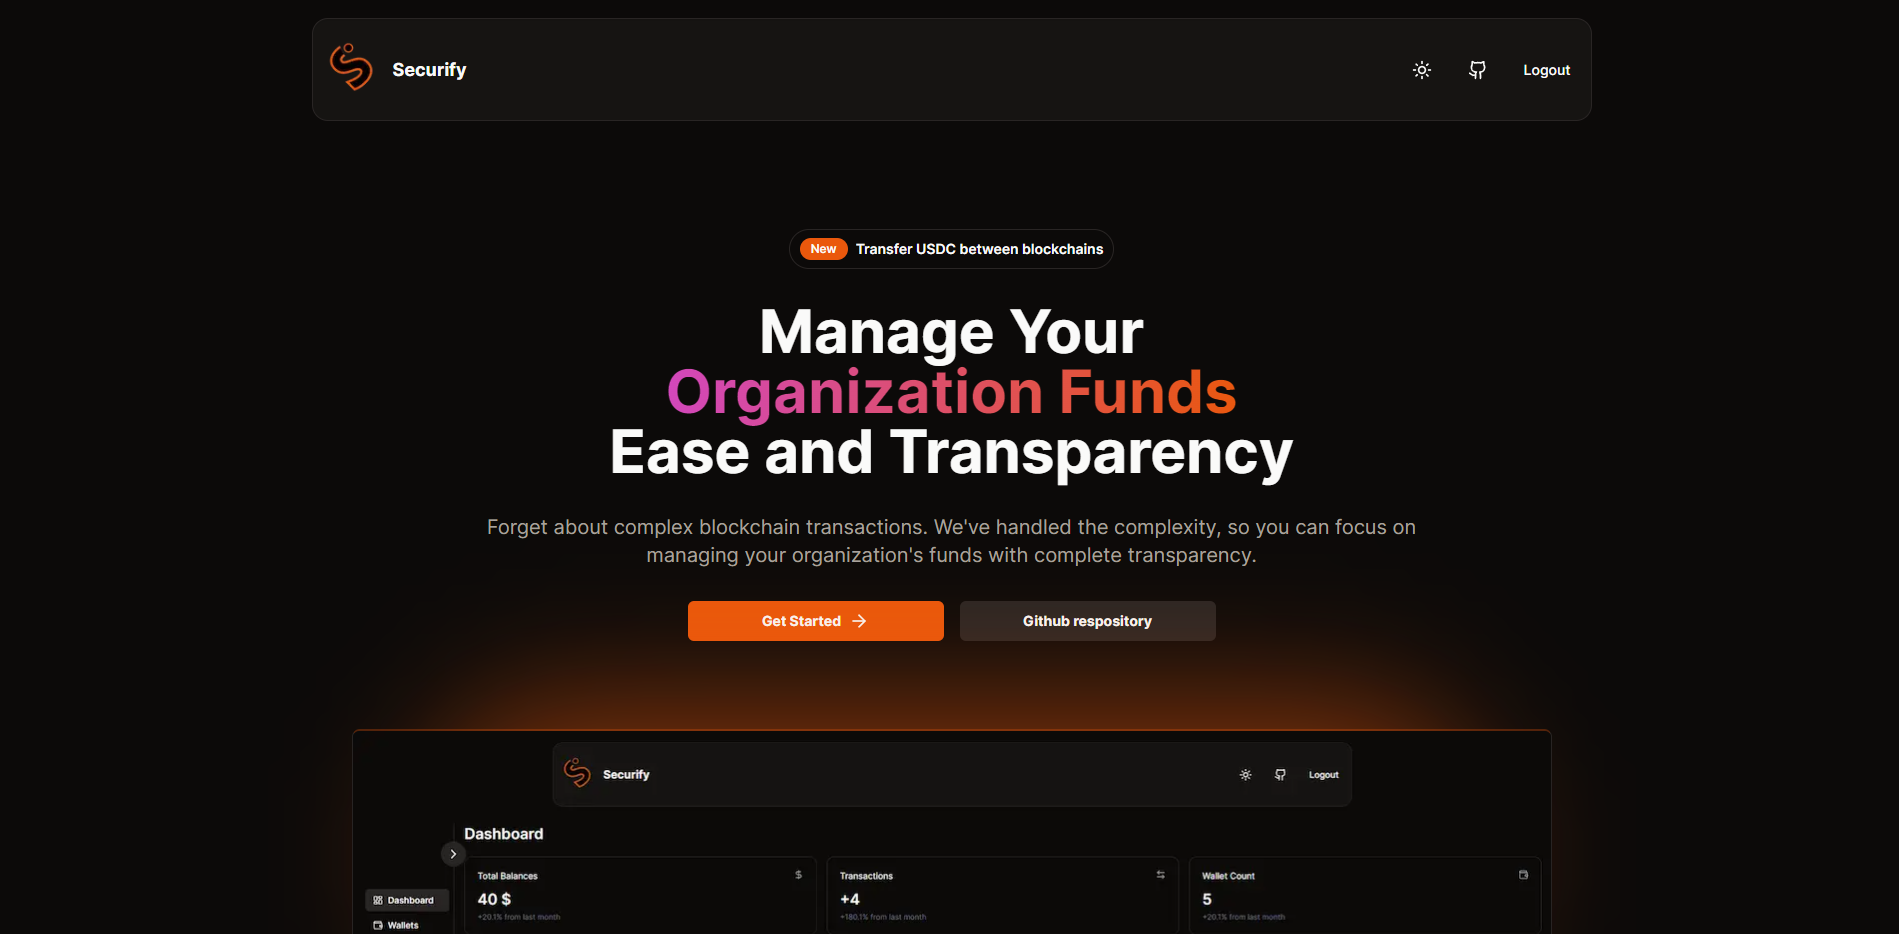 Securify
Logout
New Transfer USDC between blockchains
Manage Your
Organization Funds
Ease and Transparency
Forget about complex blockchain transactions. We've handled the complexity, so you can focus on
managing your organization's funds with complete transparency.
Get Started
Github respository
Securify
Logout
Dashboard
Total Balances
$
40 $
+20.1% from last month
Transactions
+4
+180.1% from last month
Wallet Count
5
+20.1% from last month
Dashboard
Wallets